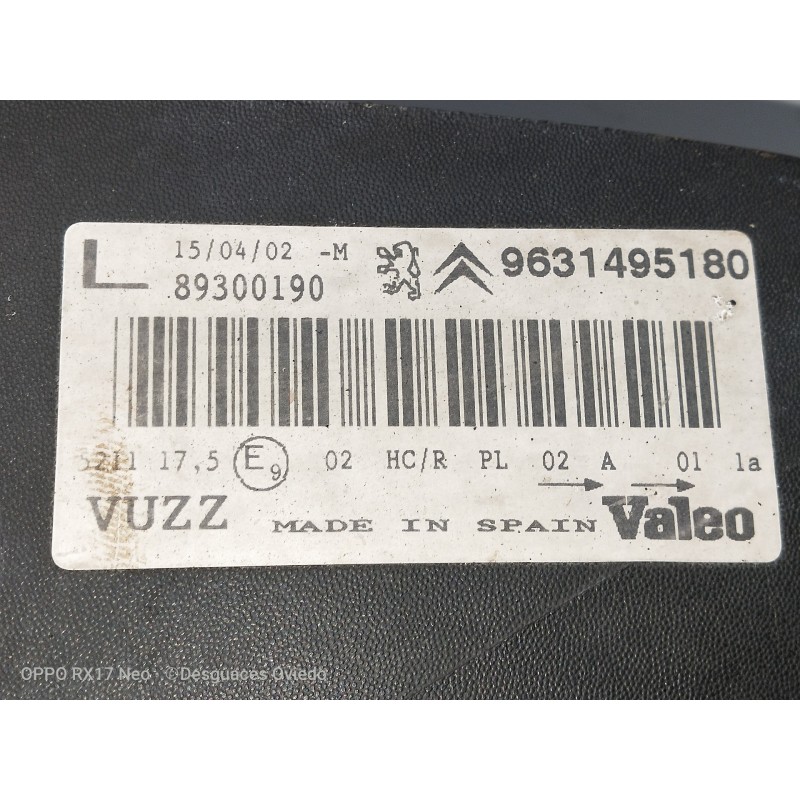 L 15/04/02 -M 9631495180
89300190
17,5 E9 02 HC/R PL 02 A 01 1a
VUZZ MADE IN SPAIN Valeo
OPPO RX17 Neo · ©Desguaces Oviedo